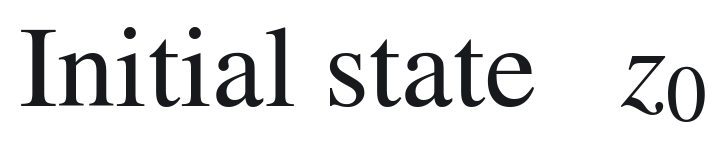 Initial state z₀